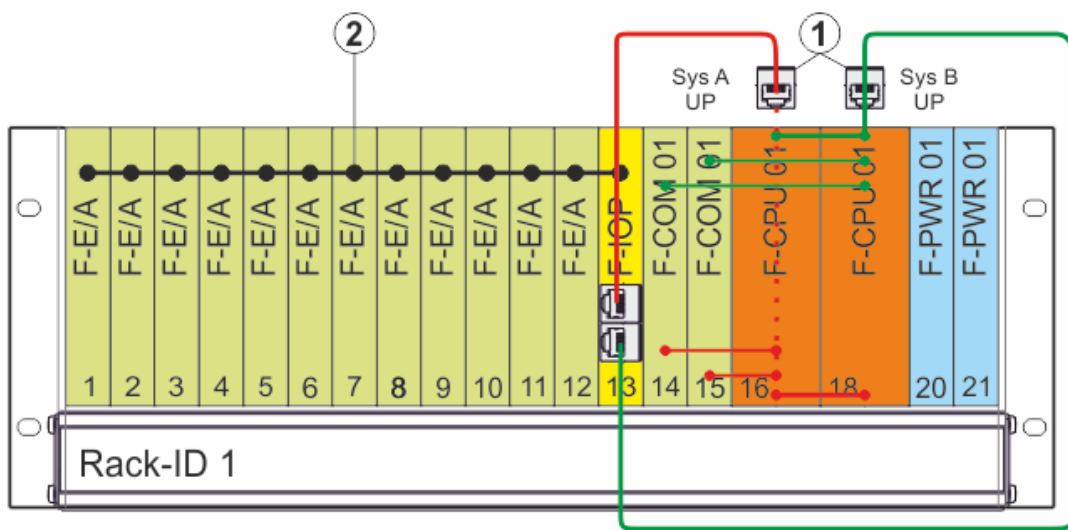 2
1
Sys A
UP
Sys B
UP
F-E/A
F-E/A
F-E/A
F-E/A
F-E/A
F-E/A
F-E/A
F-E/A
F-E/A
F-E/A
F-E/A
F-E/A
F-IOP
F-COM 01
F-COM 01
F-CPU 01
F-CPU 01
F-PWR 01
F-PWR 01
1 2 3 4 5 6 7 8 9 10 11 12 13 14 15 16 18 20 21
Rack-ID 1